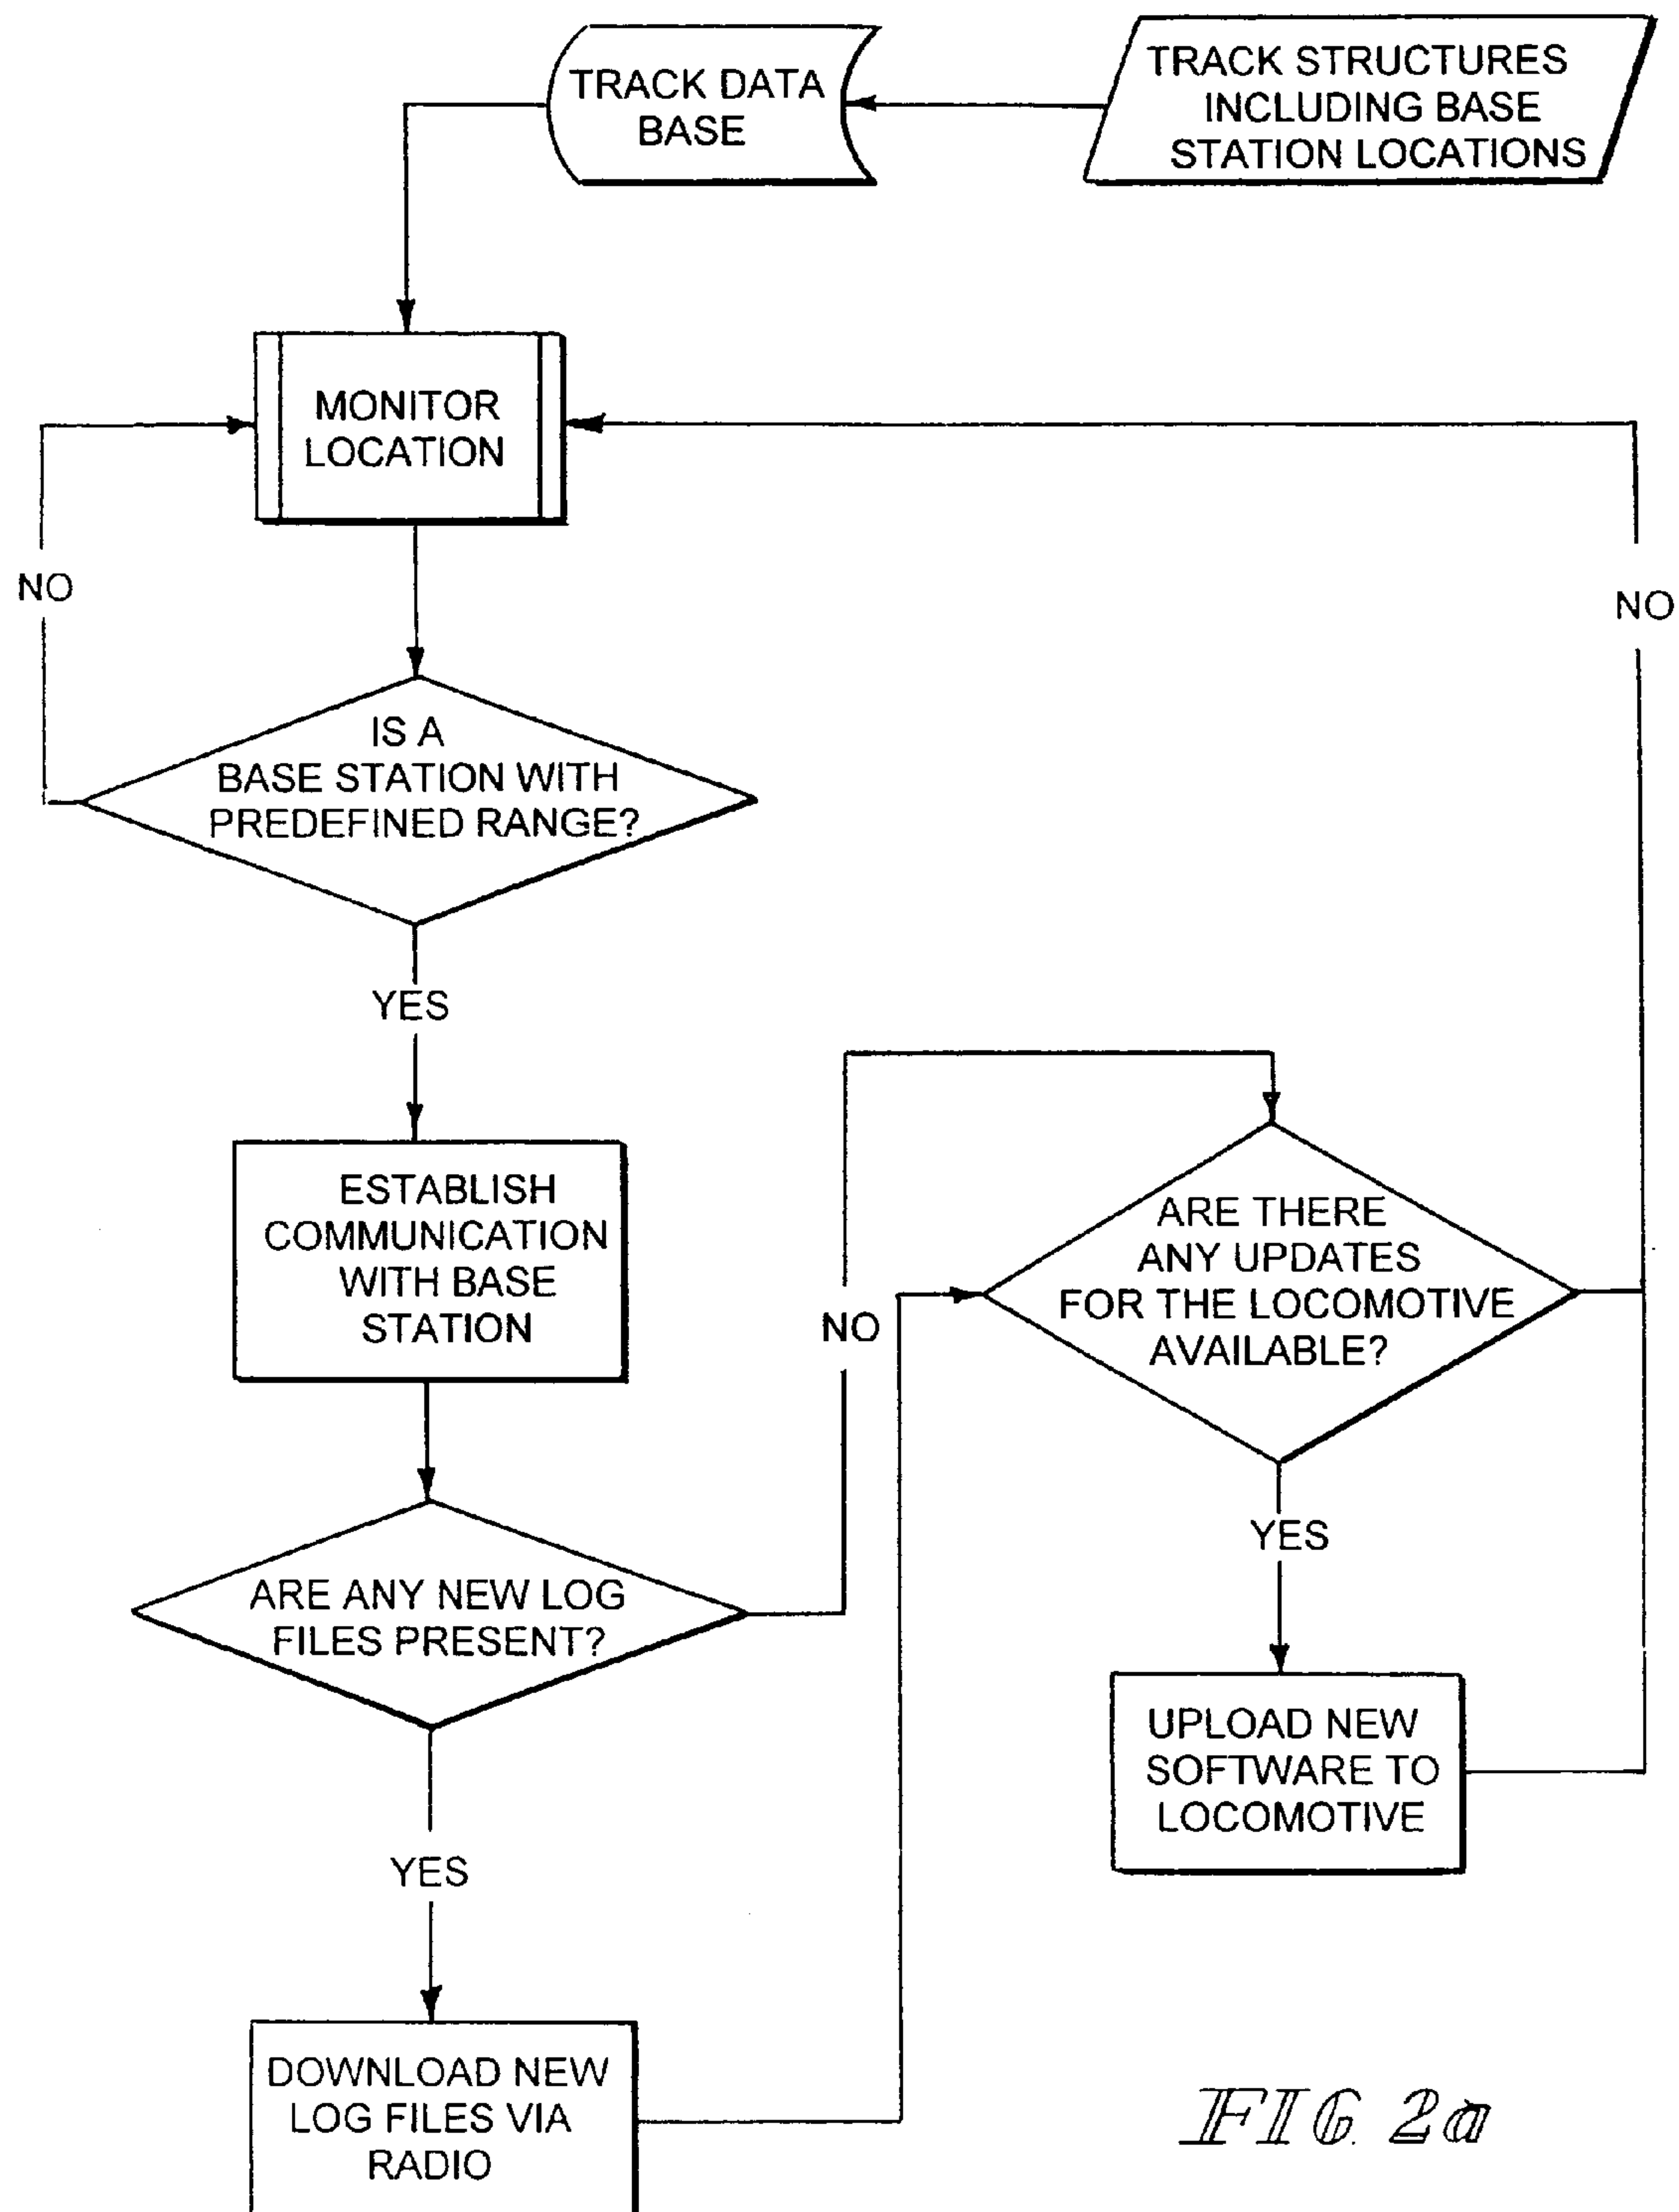 TRACK DATA
BASE
TRACK STRUCTURES
INCLUDING BASE
STATION LOCATIONS
MONITOR
LOCATION
NO
NO
IS A
BASE STATION WITH
PREDEFINED RANGE?
YES
ESTABLISH
COMMUNICATION
WITH BASE
STATION
NO
ARE THERE
ANY UPDATES
FOR THE LOCOMOTIVE
AVAILABLE?
YES
ARE ANY NEW LOG
FILES PRESENT?
UPLOAD NEW
SOFTWARE TO
LOCOMOTIVE
YES
DOWNLOAD NEW
LOG FILES VIA
RADIO
FIG. 2a